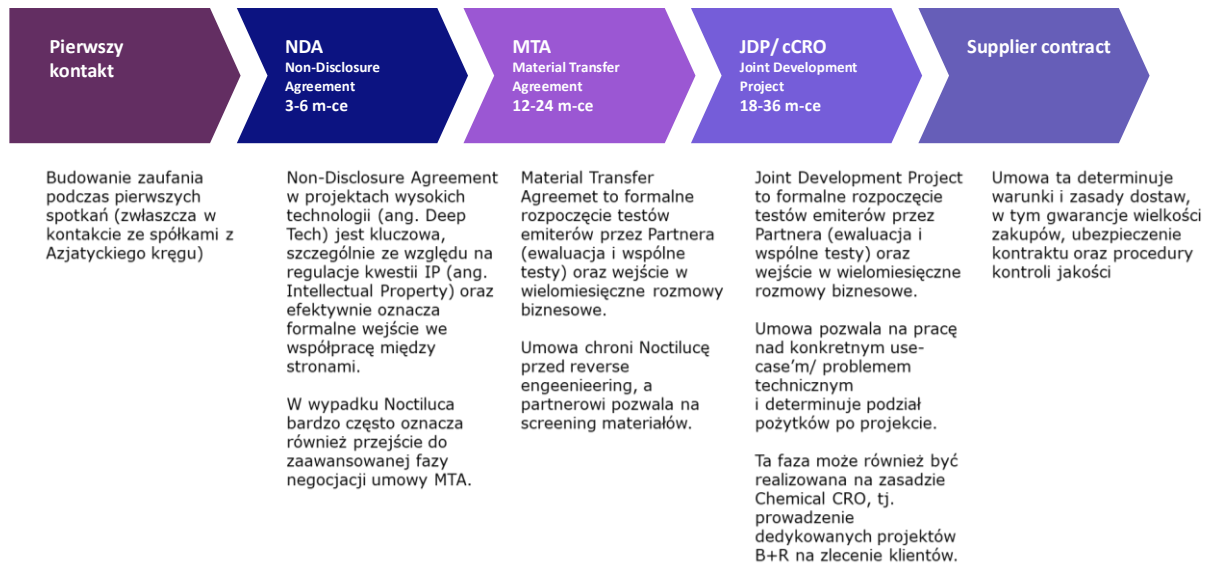 Pierwszy
kontakt
NDA
Non-Disclosure
Agreement
3-6 m-ce
MTA
Material Transfer
Agreement
12-24 m-ce
JDP/ cCRO
Joint Development
Project
18-36 m-ce
Supplier contract
Budowanie zaufania
podczas pierwszych
spotkań (zwłaszcza w
kontakcie ze spółkami z
Azjatyckiego kręgu)
Non-Disclosure Agreement
w projektach wysokich
technologii (ang. Deep
Tech) jest kluczowa,
szczególnie ze względu na
regulacje kwestii IP (ang.
Intellectual Property) oraz
efektywnie oznacza
formalne wejście we
współpracę między
stronami.
W wypadku Noctiluca
bardzo często oznacza
również przejście do
zaawansowanej fazy
negocjacji umowy MTA.
Material Transfer
Agreemet to formalne
rozpoczęcie testów
emiterów przez Partnera
(ewaluacja i wspólne
testy) oraz wejście w
wielomiesięczne rozmowy
biznesowe.
Umowa chroni Noctilucę
przed reverse
engeenieering, a
partnerowi pozwala na
screening materiałów.
Joint Development Project
to formalne rozpoczęcie
testów emiterów przez
Partnera (ewaluacja i
wspólne testy) oraz
wejście w wielomiesięczne
rozmowy biznesowe.
Umowa pozwala na pracę
nad konkretnym use-
case'm/ problemem
technicznym
i determinuje podział
pożytków po projekcie.
Ta faza może również być
realizowana na zasadzie
Chemical CRO, tj.
prowadzenie
dedykowanych projektów
B+R na zlecenie klientów.
Umowa ta determinuje
warunki i zasady dostaw,
w tym gwarancje wielkości
zakupów, ubezpieczenie
kontraktu oraz procedury
kontroli jakości